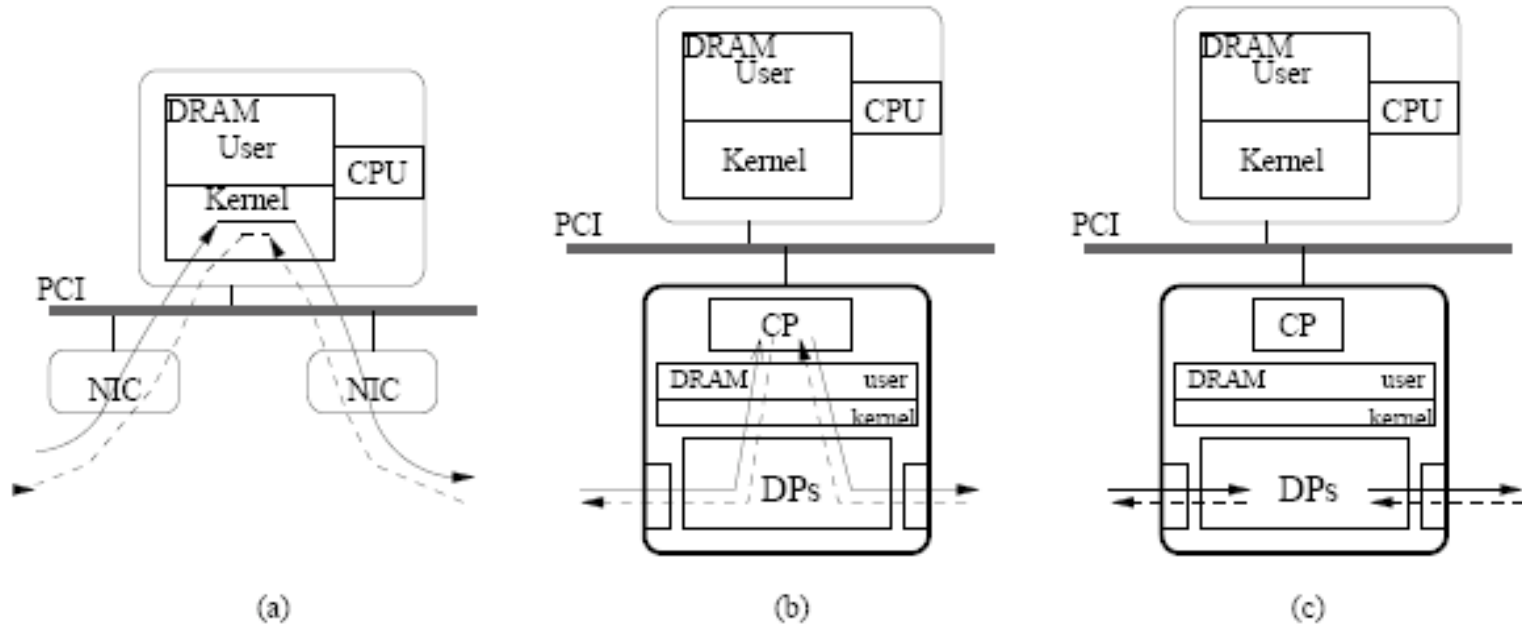 DRAM
User
CPU
Kernel
PCI
NIC
NIC
(a)
DRAM
User
CPU
Kernel
PCI
CP
DRAM user
kernel
DPs
(b)
DRAM
User
CPU
Kernel
PCI
CP
DRAM user
kernel
DPs
(c)